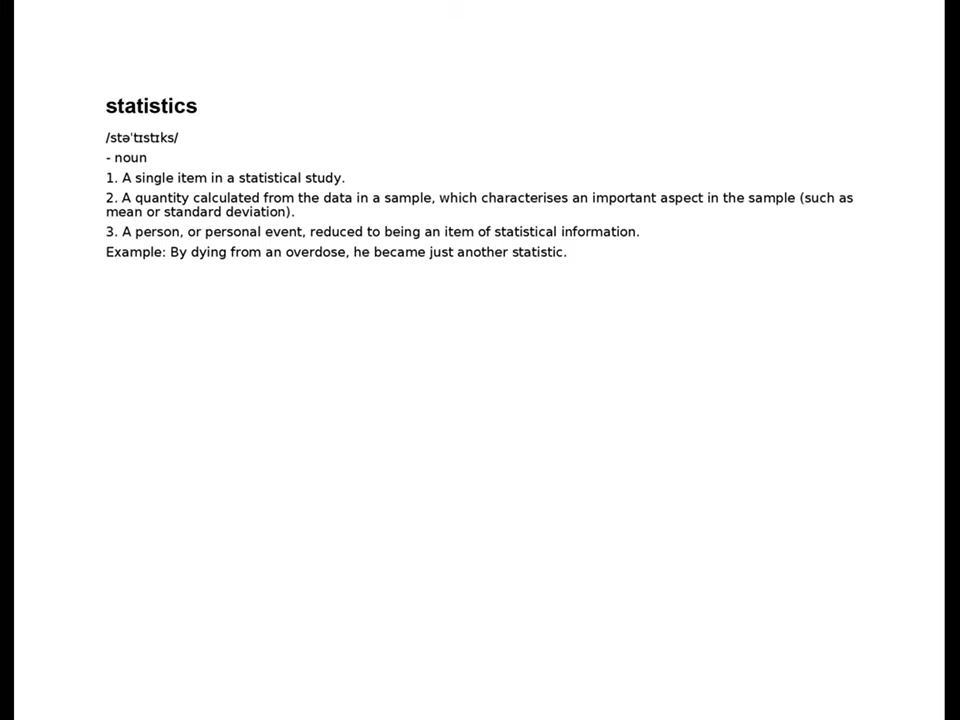 statistics
/stəˈtɪstɪks/
- noun
1. A single item in a statistical study.
2. A quantity calculated from the data in a sample, which characterises an important aspect in the sample (such as
mean or standard deviation).
3. A person, or personal event, reduced to being an item of statistical information.
Example: By dying from an overdose, he became just another statistic.